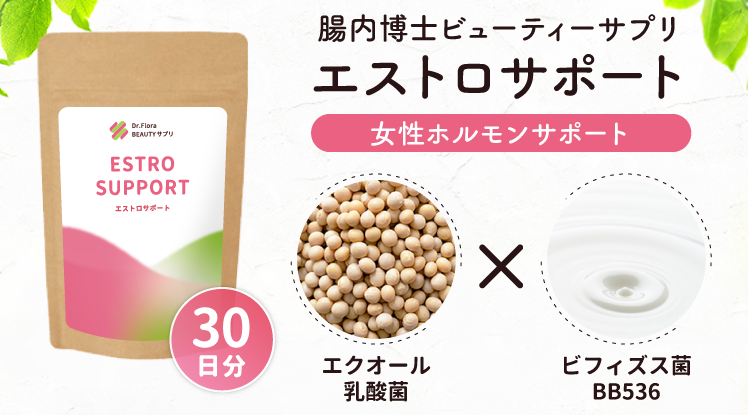 腸内博士ビューティーサプリ
エストロサポート
女性ホルモンサポート
Dr.Flora
BEAUTYサプリ
ESTRO
SUPPORT
エストロサポート
30
日分
エクオール
乳酸菌
×
ビフィズス菌
BB536